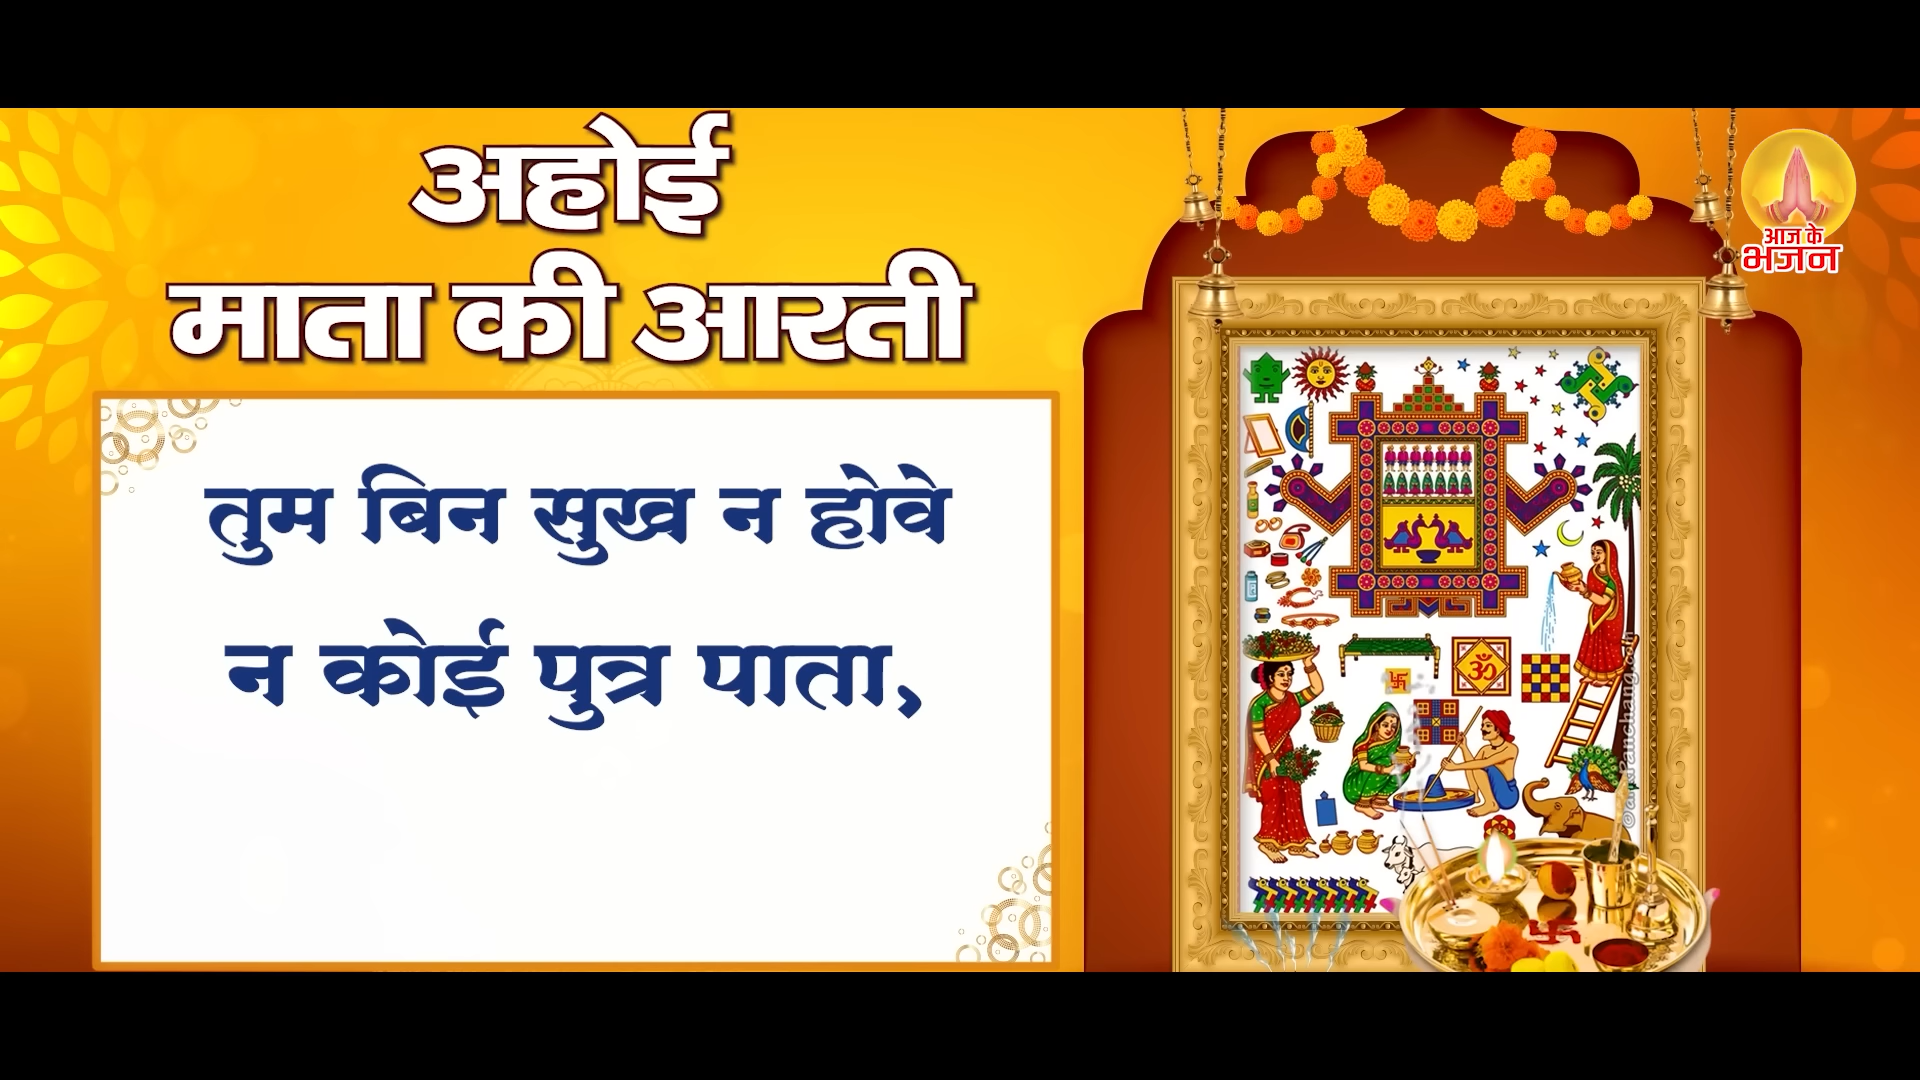 अहोई
माता की आरती
तुम बिन सुख न होवे
न कोई पुत्र पाता,
आज के
भजन
ॐ